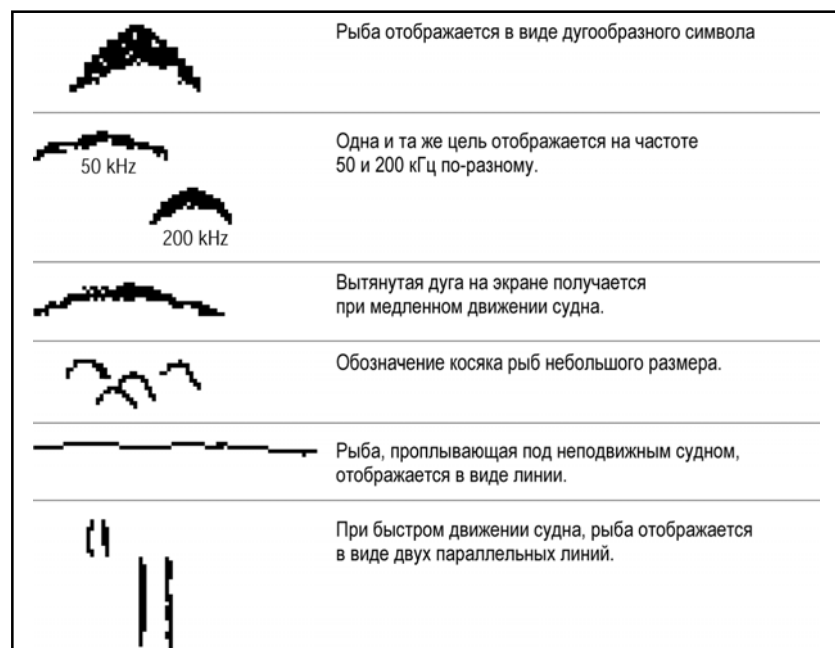 Рыба отображается в виде дугообразного символа
Одна и та же цель отображается на частоте
50 и 200 кГц по-разному.
50 kHz
200 kHz
Вытянутая дуга на экране получается
при медленном движении судна.
Обозначение косяка рыб небольшого размера.
Рыба, проплывающая под неподвижным судном,
отображается в виде линии.
При быстром движении судна, рыба отображается
в виде двух параллельных линий.